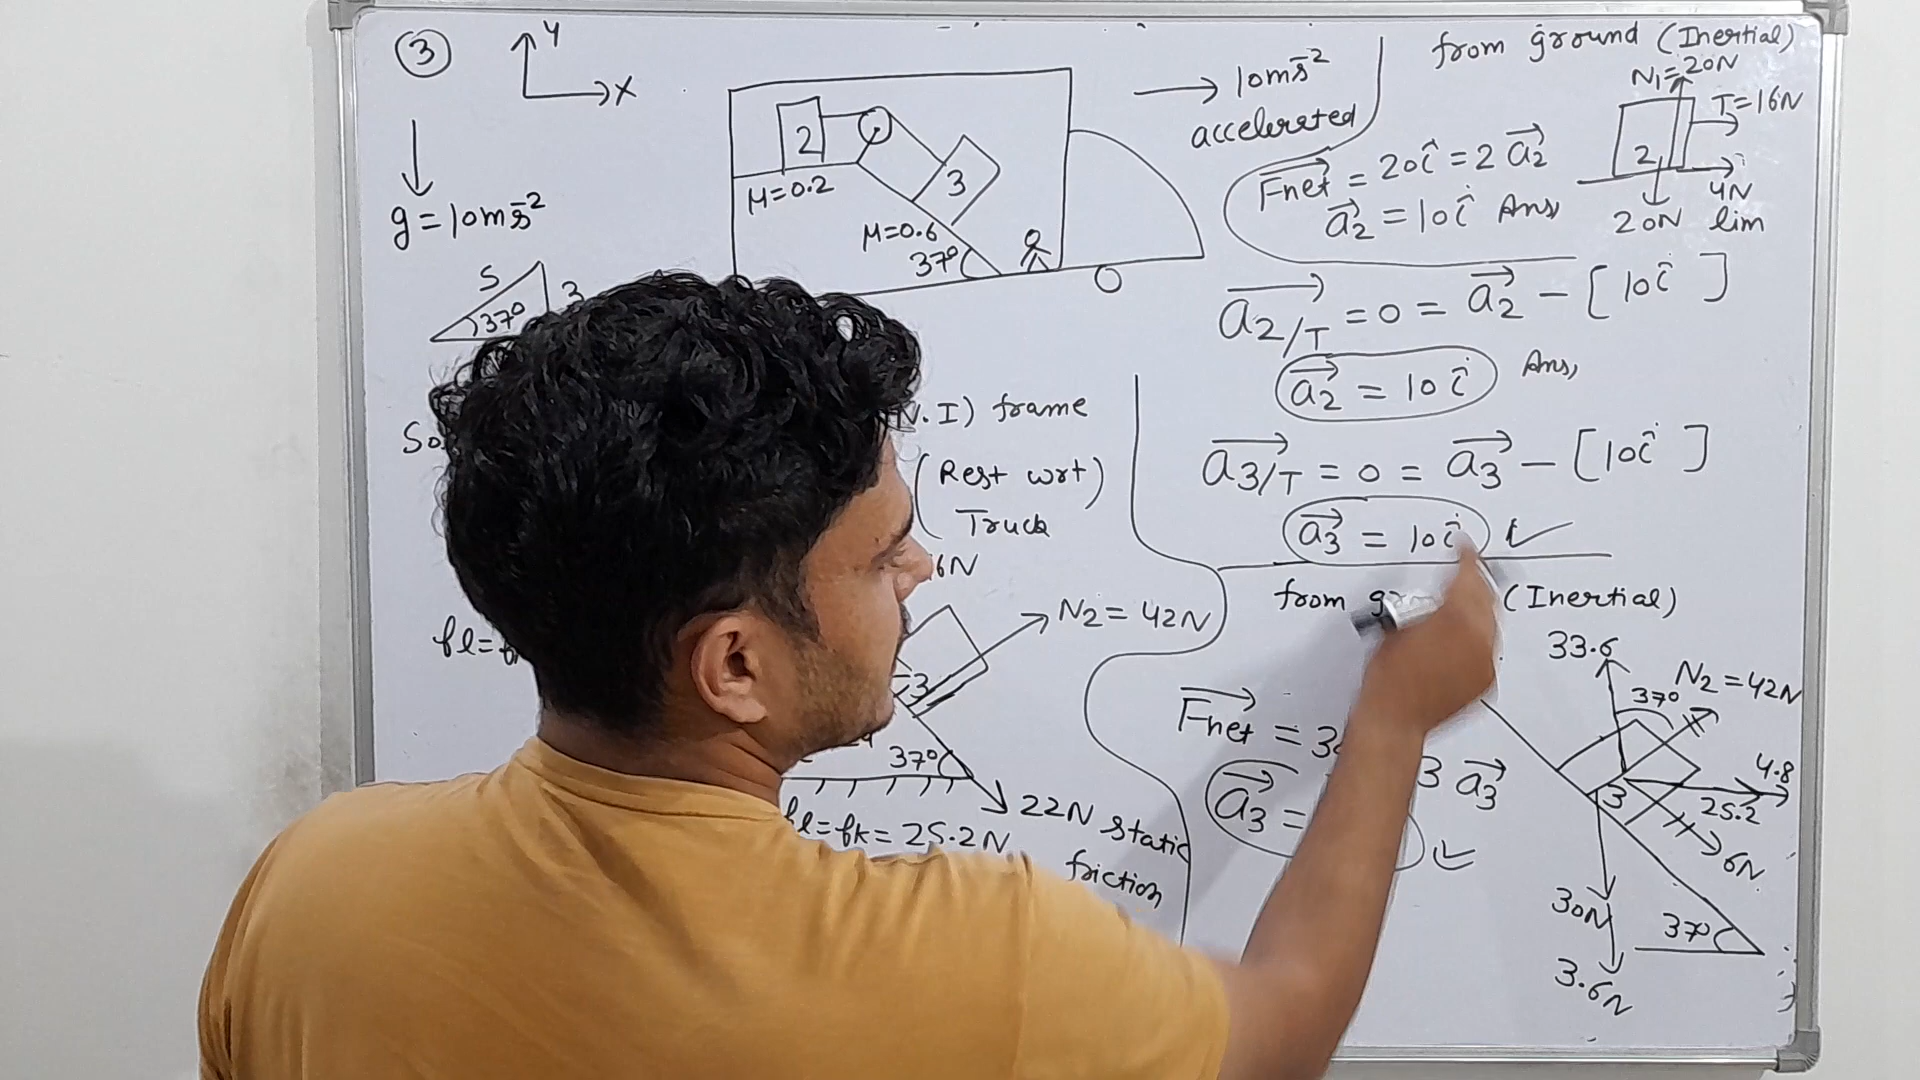 3
Y
X
g = 10ms̄²
5
3
37°
2
μ=0.2
3
μ=0.6
37°
→ 10ms̄²
accelerated
I) frame
(Rest wrt)
Truck
6N
N₂ = 42N
3
37°
22N static
friction
fl = fk = 25.2N
fl =
from ground (Inertial)
N₁ = 20N
T = 16N
2
4N
20N lim
Fnet = 20î = 2 a₂
a₂ = 10î Ans
a₂/T = 0 = a₂ - [10î ]
a₂ = 10î Ans,
a₃/T = 0 = a₃ - [10î ]
a₃ = 10î ✓
from (Inertial)
33.6
37° N₂ = 42N
4.8
25.2
3
6N
30N
3.6N
37°
Fnet = 3 3 a₃
a₃ = ✓